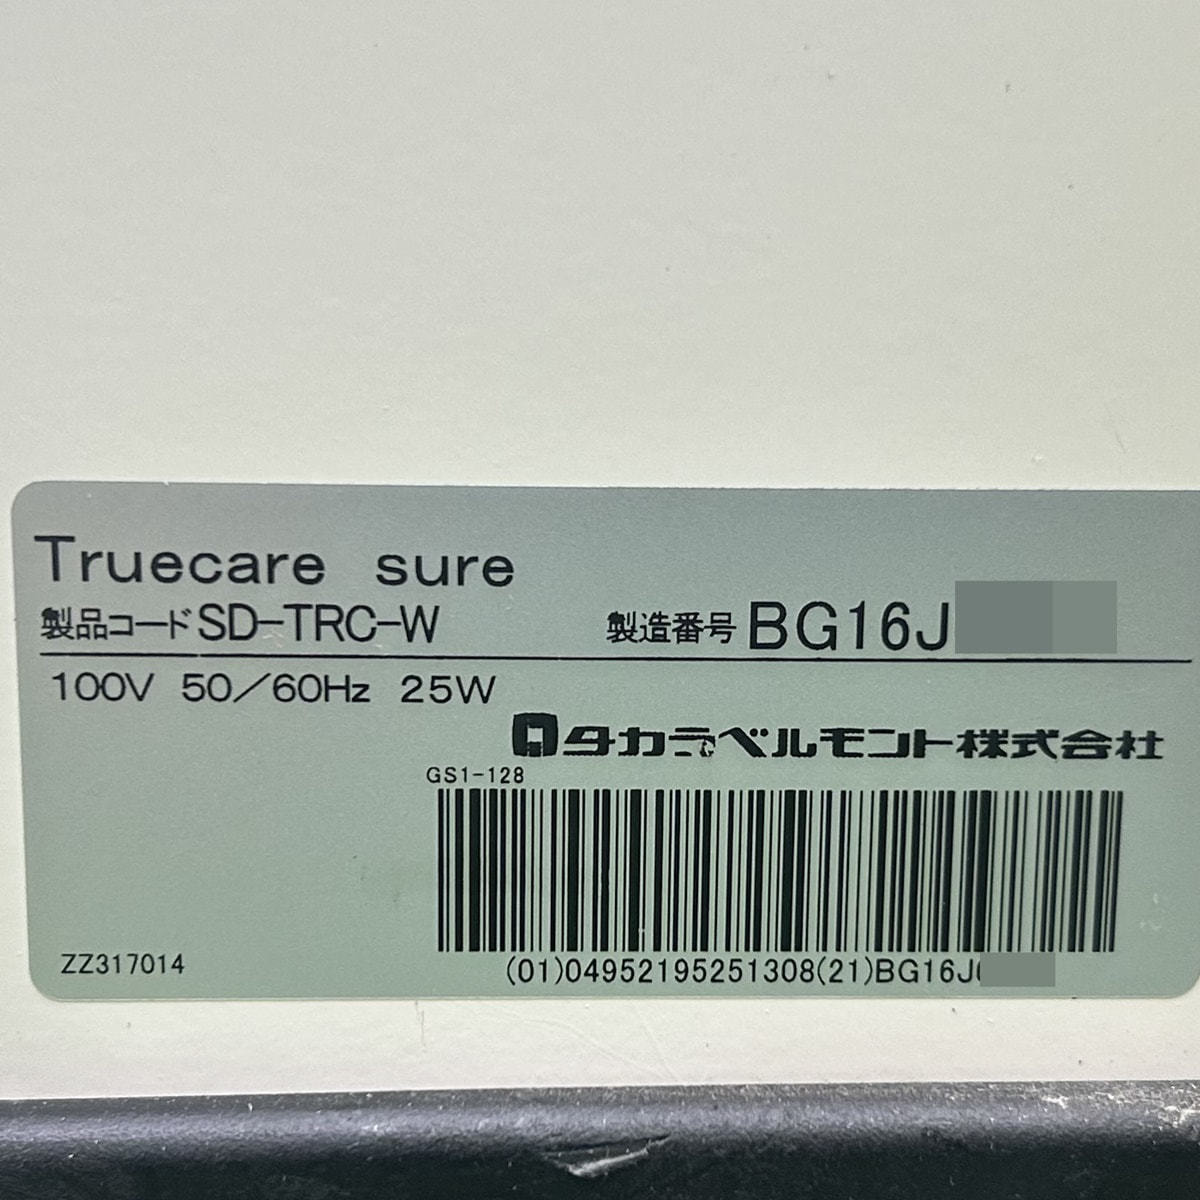 Truecare sure
製品コード SD-TRC-W 製造番号 BG16J
100V 50/60Hz 25W
タカラベルモント株式会社
GS1-128
ZZ317014
(01)04952195251308(21)BG16J